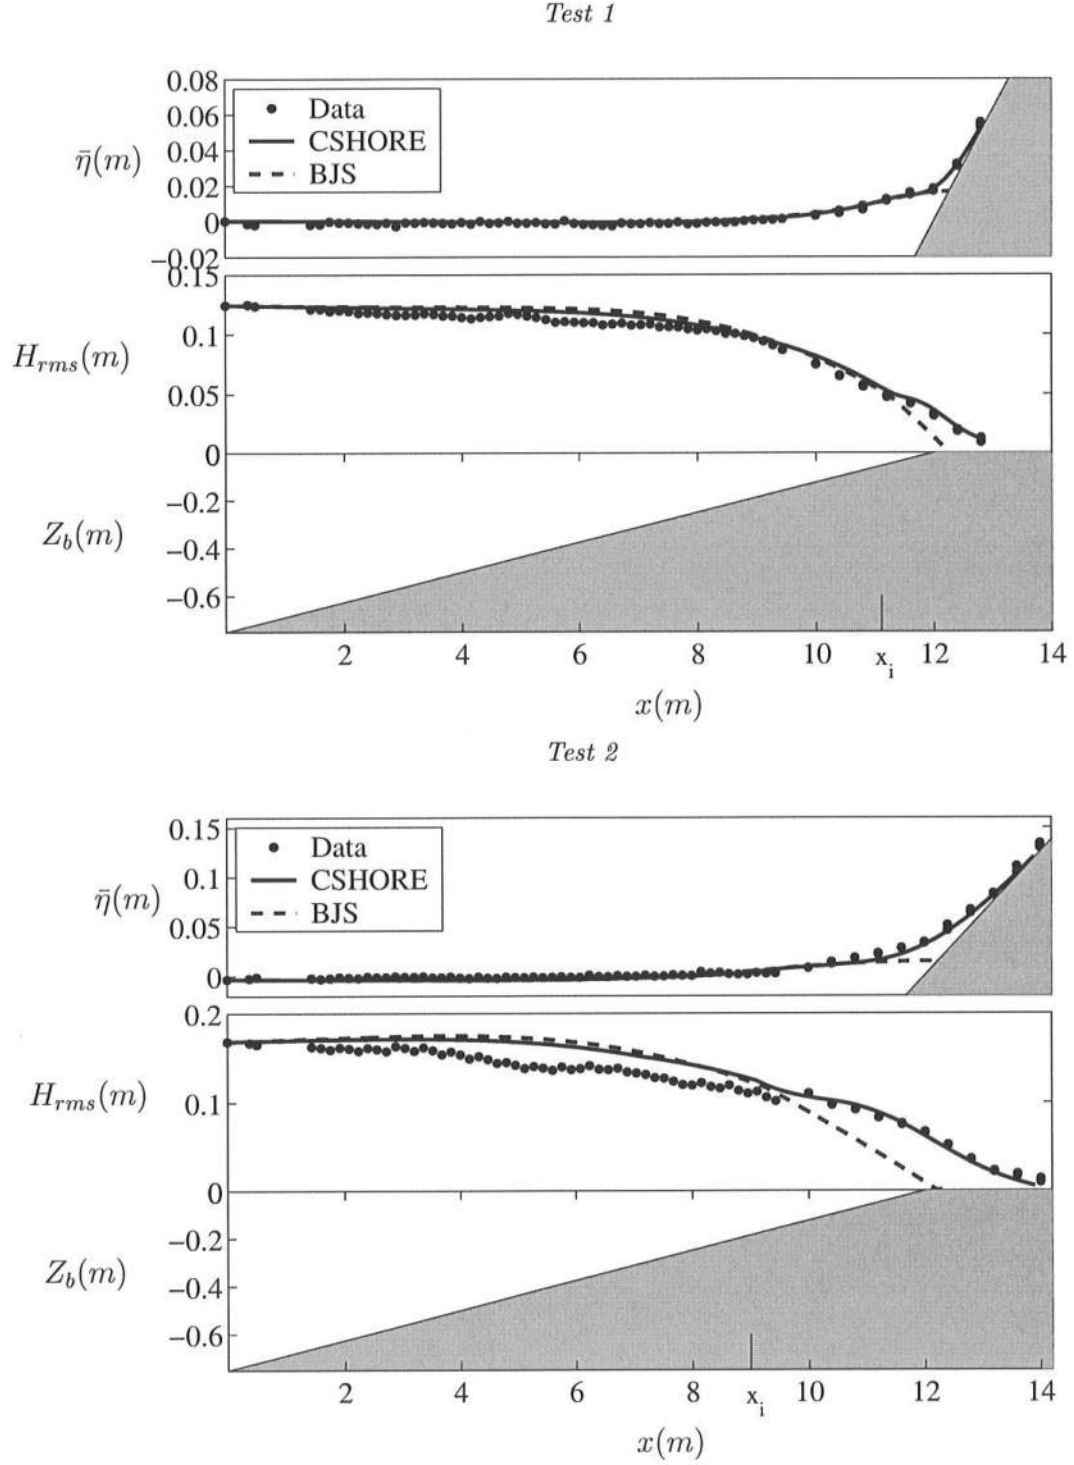 Test 1
0.08
0.06
0.04
0.02
0
−0.02
η̄(m)
Data
CSHORE
BJS
0.15
0.1
0.05
0
H_rms(m)
−0.2
−0.4
−0.6
Z_b(m)
2 4 6 8 10 x_i 12 14
x(m)
Test 2
0.15
0.1
0.05
0
η̄(m)
Data
CSHORE
BJS
0.2
0.1
0
H_rms(m)
−0.2
−0.4
−0.6
Z_b(m)
2 4 6 8 x_i 10 12 14
x(m)